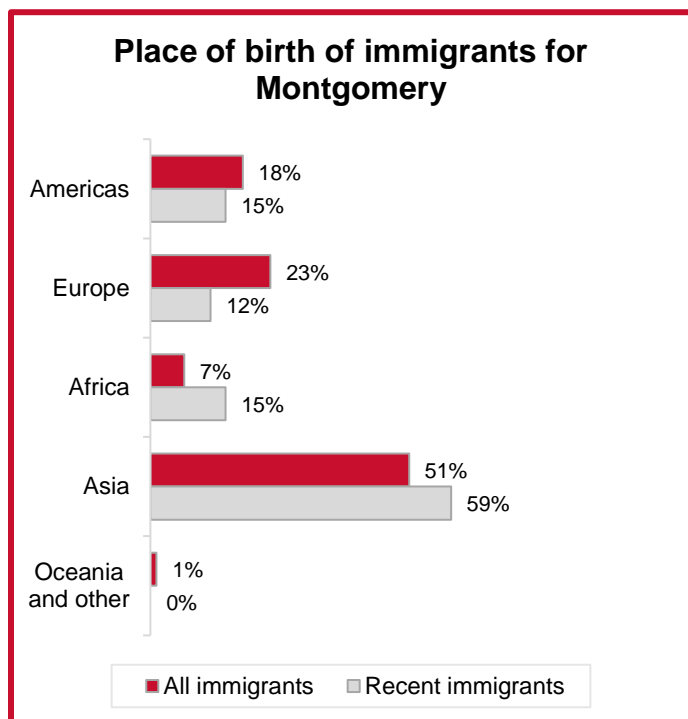 Place of birth of immigrants for
Montgomery
Americas
18%
15%
Europe
23%
12%
Africa
7%
15%
Asia
51%
59%
Oceania
and other
1%
0%
All immigrants
Recent immigrants